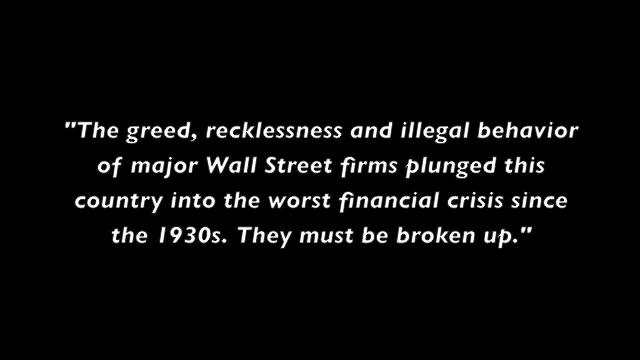 "The greed, recklessness and illegal behavior
of major Wall Street firms plunged this
country into the worst financial crisis since
the 1930s. They must be broken up."